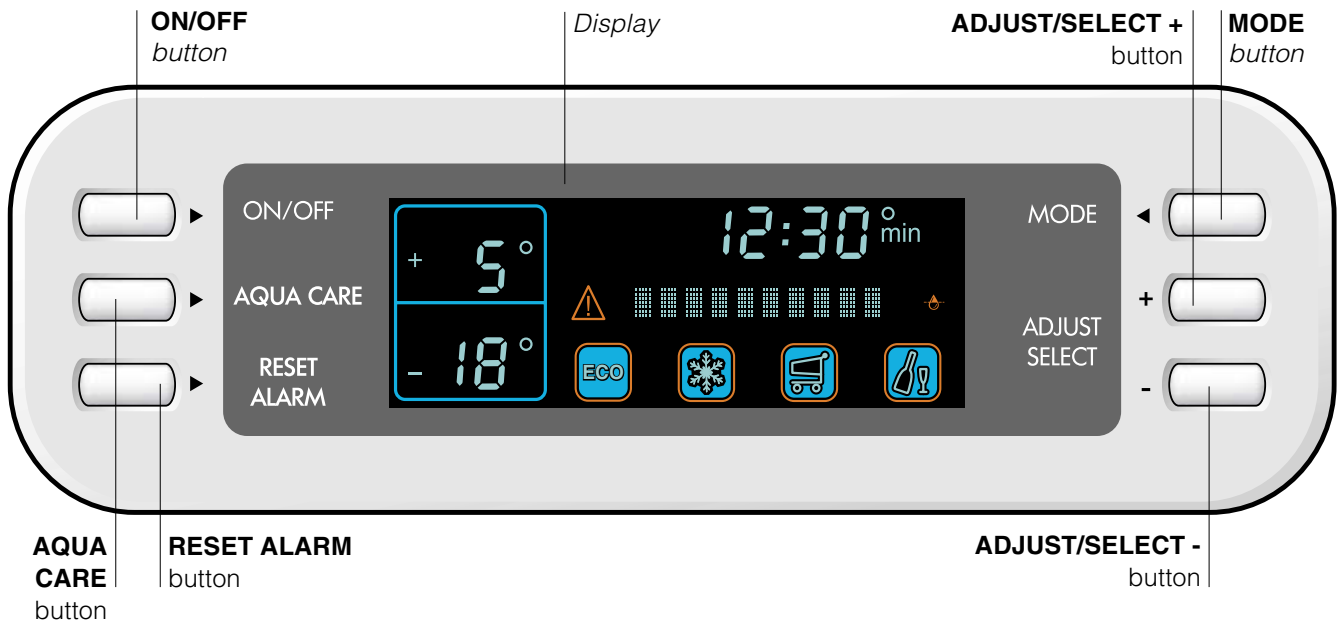 ON/OFF
button
Display
ADJUST/SELECT +
button
MODE
button
ON/OFF
AQUA CARE
RESET
ALARM
+ 5°
- 18°
12:30 °
min
ECO
MODE
+
ADJUST
SELECT
-
AQUA
CARE
button
RESET ALARM
button
ADJUST/SELECT -
button